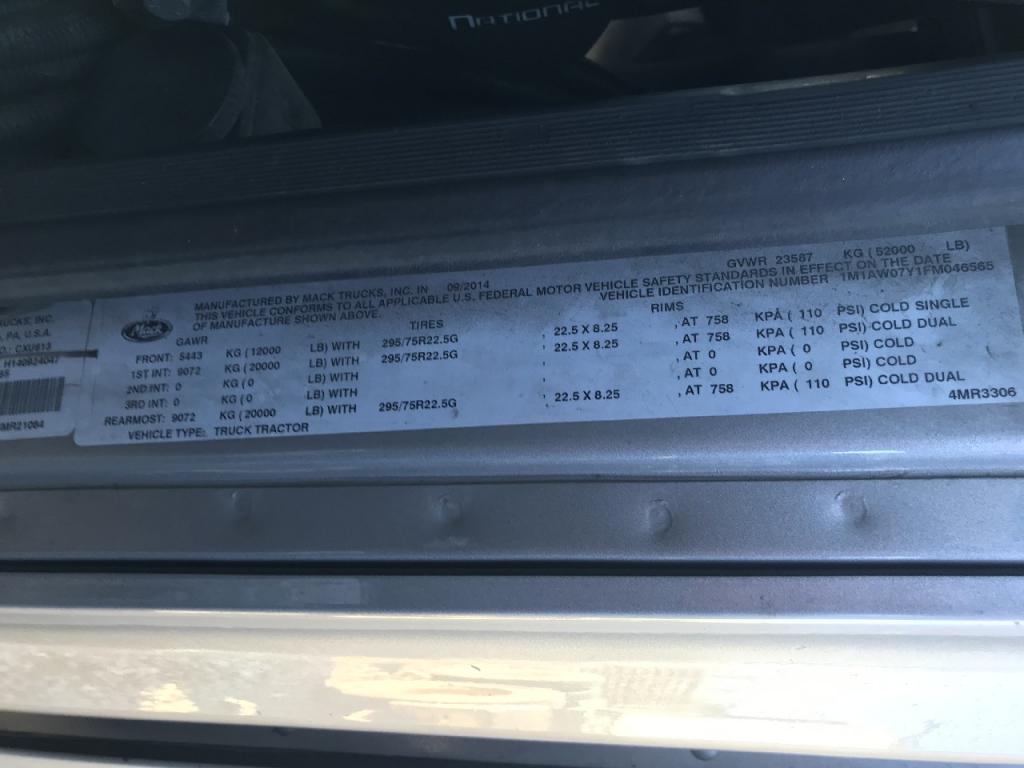 NATIONAL
GVWR 23587 KG ( 52000 LB)
MANUFACTURED BY MACK TRUCKS, INC. IN 09/2014
THIS VEHICLE CONFORMS TO ALL APPLICABLE U.S. FEDERAL MOTOR VEHICLE SAFETY STANDARDS IN EFFECT ON THE DATE
OF MANUFACTURE SHOWN ABOVE. VEHICLE IDENTIFICATION NUMBER 1M1AW07Y1FM046565
Mack
GAWR TIRES RIMS
FRONT: 5443 KG ( 12000 LB) WITH 295/75R22.5G , 22.5 X 8.25 , AT 758 KPA ( 110 PSI) COLD SINGLE
1ST INT: 9072 KG ( 20000 LB) WITH 295/75R22.5G , 22.5 X 8.25 , AT 758 KPA ( 110 PSI) COLD DUAL
2ND INT: 0 KG ( 0 LB) WITH , , AT 0 KPA ( 0 PSI) COLD
3RD INT: 0 KG ( 0 LB) WITH , , AT 0 KPA ( 0 PSI) COLD
REARMOST: 9072 KG ( 20000 LB) WITH 295/75R22.5G , 22.5 X 8.25 , AT 758 KPA ( 110 PSI) COLD DUAL
VEHICLE TYPE: TRUCK TRACTOR 4MR3306
RUCKS, INC.
, PA, U.S.A.
O.: CXU613
H140924047
MR21084